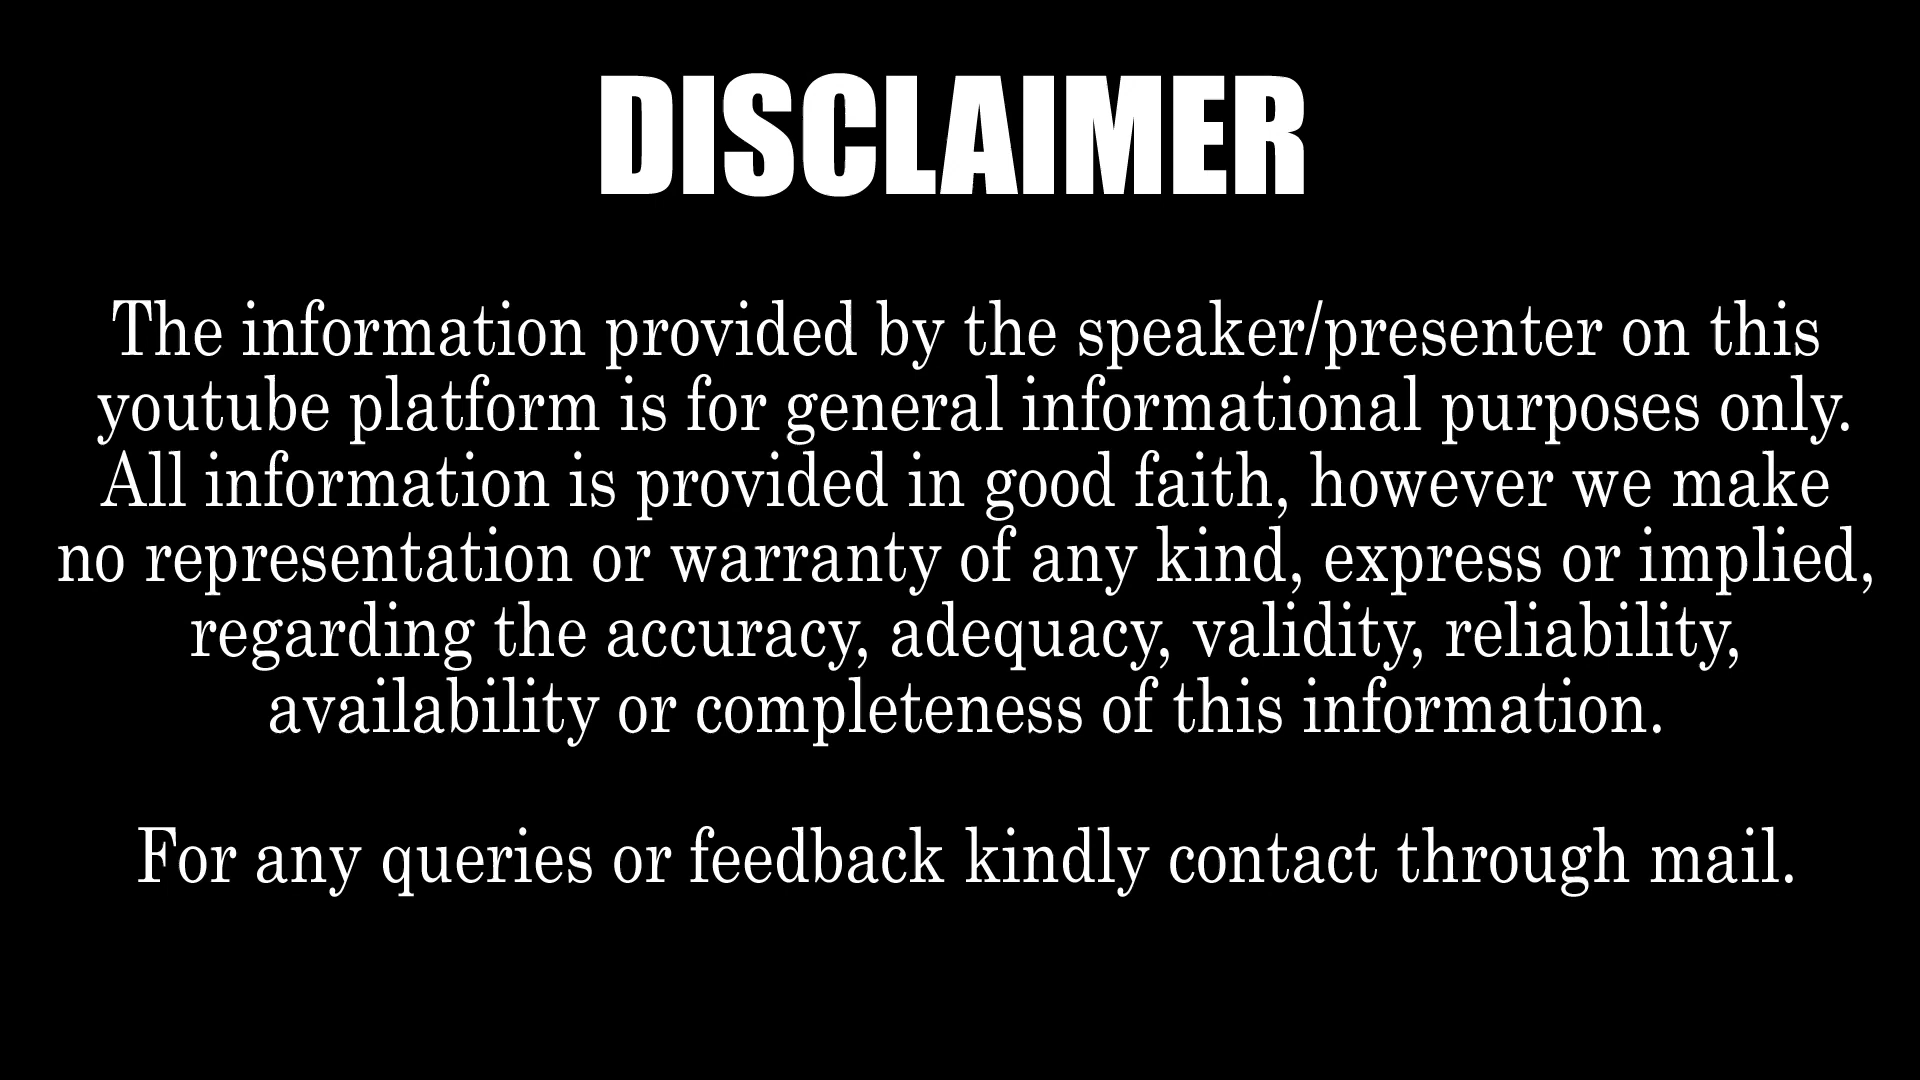 DISCLAIMER
The information provided by the speaker/presenter on this
youtube platform is for general informational purposes only.
All information is provided in good faith, however we make
no representation or warranty of any kind, express or implied,
regarding the accuracy, adequacy, validity, reliability,
availability or completeness of this information.
For any queries or feedback kindly contact through mail.